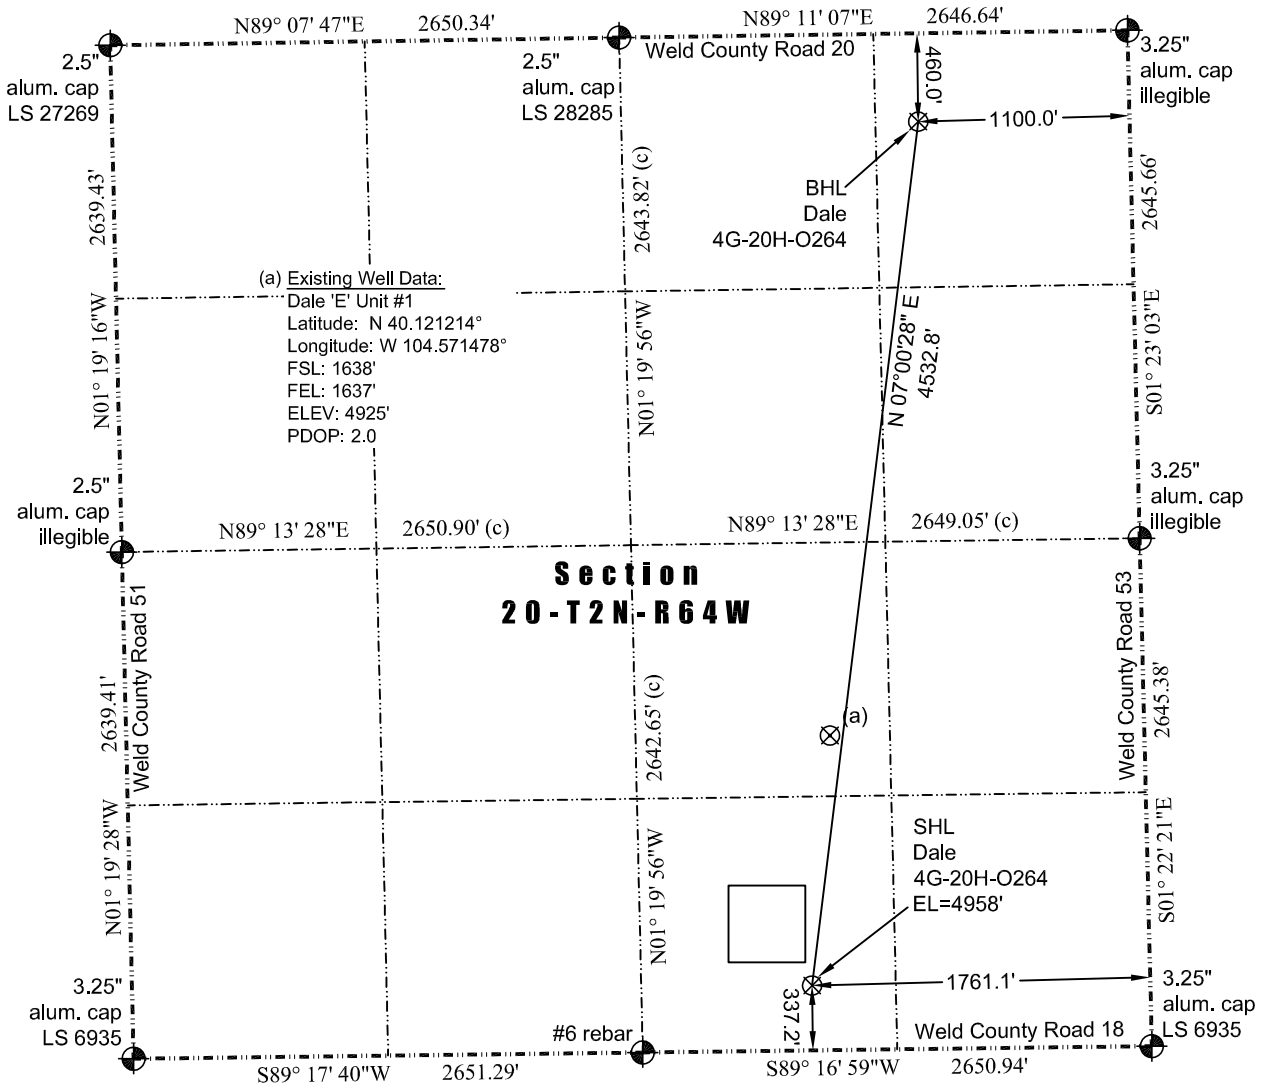 N89° 07' 47"E 2650.34'
N89° 11' 07"E 2646.64'
Weld County Road 20
2.5"
alum. cap
LS 27269
2.5"
alum. cap
LS 28285
3.25"
alum. cap
illegible
460.0'
1100.0'
2639.43'
2643.82' (c)
2645.66'
BHL
Dale
4G-20H-O264
(a) Existing Well Data:
Dale 'E' Unit #1
Latitude: N 40.121214°
Longitude: W 104.571478°
FSL: 1638'
FEL: 1637'
ELEV: 4925'
PDOP: 2.0
N01° 19' 16"W
N01° 19' 56"W
N 07°00'28" E
4532.8'
S01° 23' 03"E
2.5"
alum. cap
illegible
3.25"
alum. cap
illegible
N89° 13' 28"E 2650.90' (c)
N89° 13' 28"E 2649.05' (c)
Section
20-T2N-R64W
Weld County Road 51
Weld County Road 53
2639.41'
2642.65' (c)
2645.38'
(a)
N01° 19' 28"W
N01° 19' 56"W
S01° 22' 21"E
SHL
Dale
4G-20H-O264
EL=4958'
1761.1'
337.2'
3.25"
alum. cap
LS 6935
#6 rebar
Weld County Road 18
3.25"
alum. cap
LS 6935
S89° 17' 40"W 2651.29'
S89° 16' 59"W 2650.94'